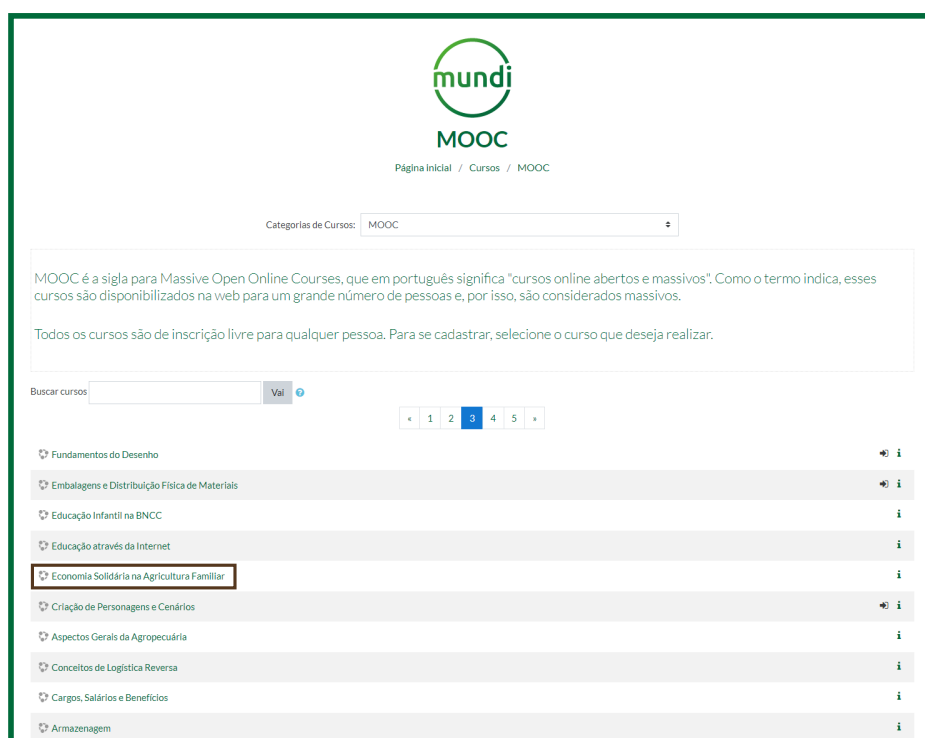 mundi
MOOC
Página inicial / Cursos / MOOC
Categorias de Cursos: MOOC
MOOC é a sigla para Massive Open Online Courses, que em português significa "cursos online abertos e massivos". Como o termo indica, esses
cursos são disponibilizados na web para um grande número de pessoas e, por isso, são considerados massivos.
Todos os cursos são de inscrição livre para qualquer pessoa. Para se cadastrar, selecione o curso que deseja realizar.
Buscar cursos Vai
« 1 2 3 4 5 »
Fundamentos do Desenho
Embalagens e Distribuição Física de Materiais
Educação Infantil na BNCC
Educação através da Internet
Economia Solidária na Agricultura Familiar
Criação de Personagens e Cenários
Aspectos Gerais da Agropecuária
Conceitos de Logística Reversa
Cargos, Salários e Benefícios
Armazenagem